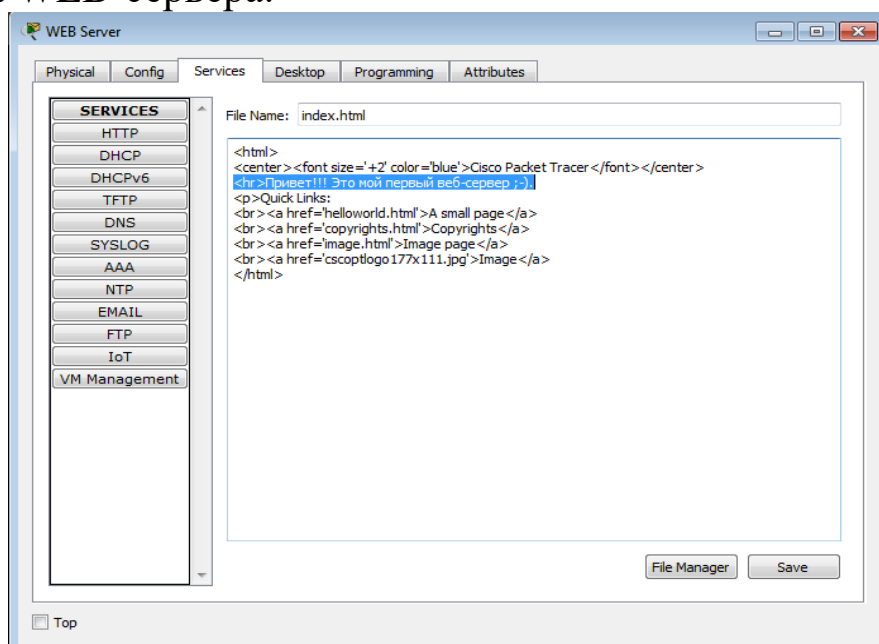 WEB-сервера.
WEB Server
Physical Config Services Desktop Programming Attributes
SERVICES
HTTP
DHCP
DHCPv6
TFTP
DNS
SYSLOG
AAA
NTP
EMAIL
FTP
IoT
VM Management
File Name: index.html
<html>
<center><font size='+2' color='blue'>Cisco Packet Tracer</font></center>
<hr>Привет!!! Это мой первый веб-сервер ;-).
<p>Quick Links:
<br><a href='helloworld.html'>A small page</a>
<br><a href='copyrights.html'>Copyrights</a>
<br><a href='image.html'>Image page</a>
<br><a href='cscoptlogo177x111.jpg'>Image</a>
</html>
File Manager Save
Top